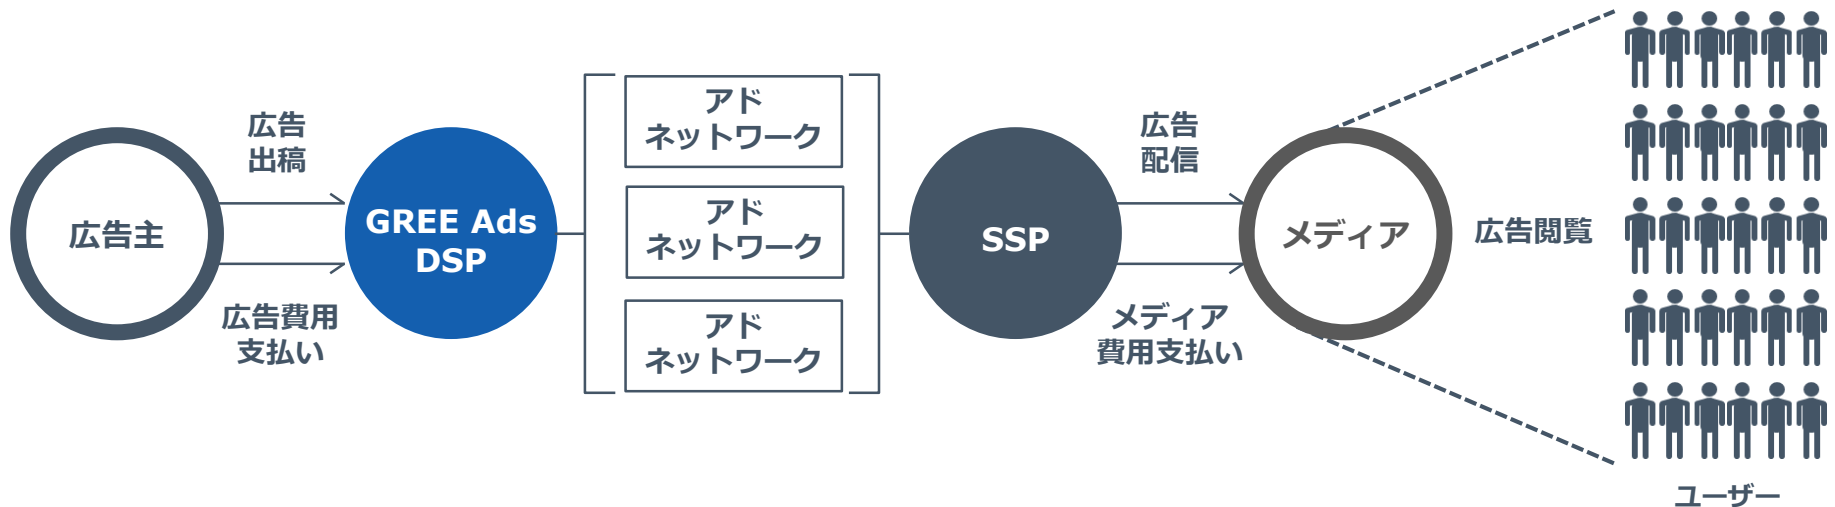 広告主
広告
出稿
広告費用
支払い
GREE Ads
DSP
アド
ネットワーク
アド
ネットワーク
アド
ネットワーク
SSP
広告
配信
メディア
費用支払い
メディア
広告閲覧
ユーザー